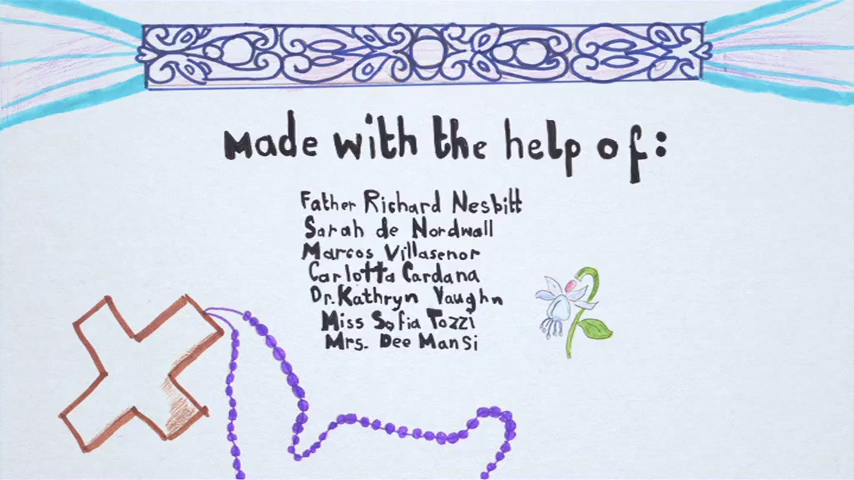 Made with the help of:
Father Richard Nesbitt
Sarah de Nordwall
Marcos Villasenor
Carlotta Cardana
Dr. Kathryn Vaughn
Miss Sofia Tozzi
Mrs. Dee Mansi